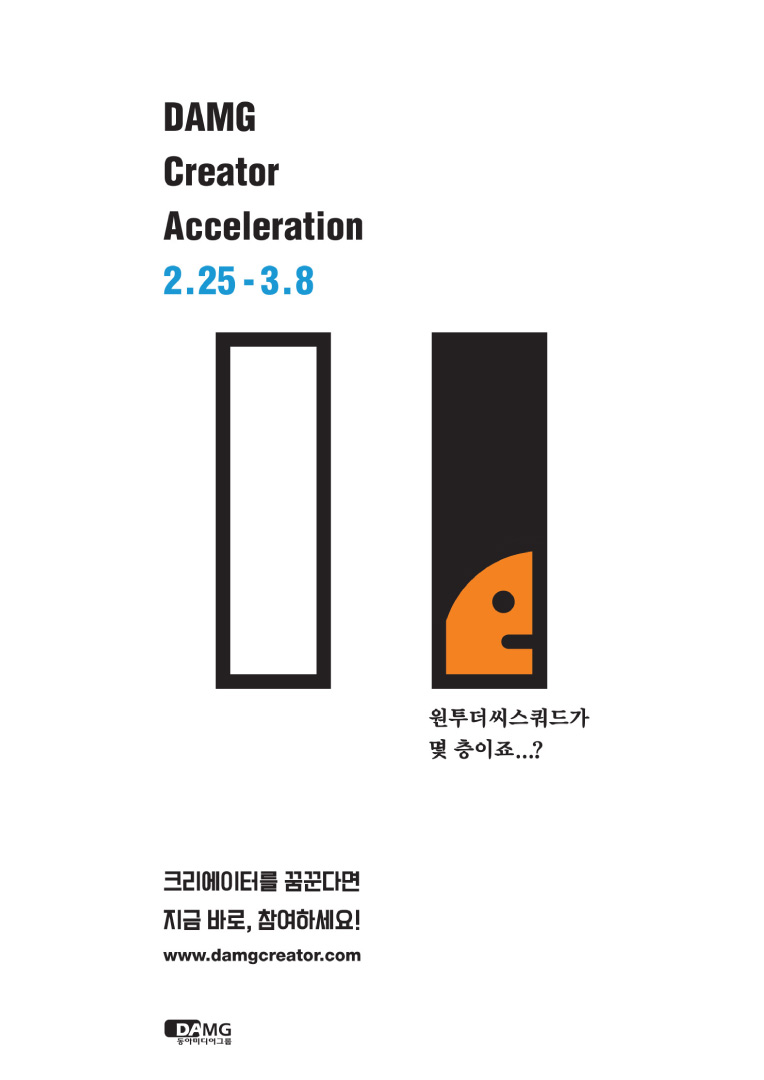 DAMG
Creator
Acceleration
2.25 - 3.8
원투더씨스쿼드가
몇 층이죠...?
크리에이터를 꿈꾼다면
지금 바로, 참여하세요!
www.damgcreator.com
DAMG
동아미디어그룹